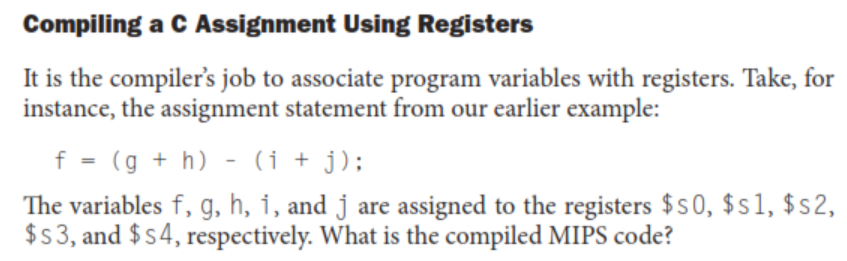 Compiling a C Assignment Using Registers
It is the compiler’s job to associate program variables with registers. Take, for
instance, the assignment statement from our earlier example:
f = (g + h) - (i + j);
The variables f, g, h, i, and j are assigned to the registers $s0, $s1, $s2,
$s3, and $s4, respectively. What is the compiled MIPS code?